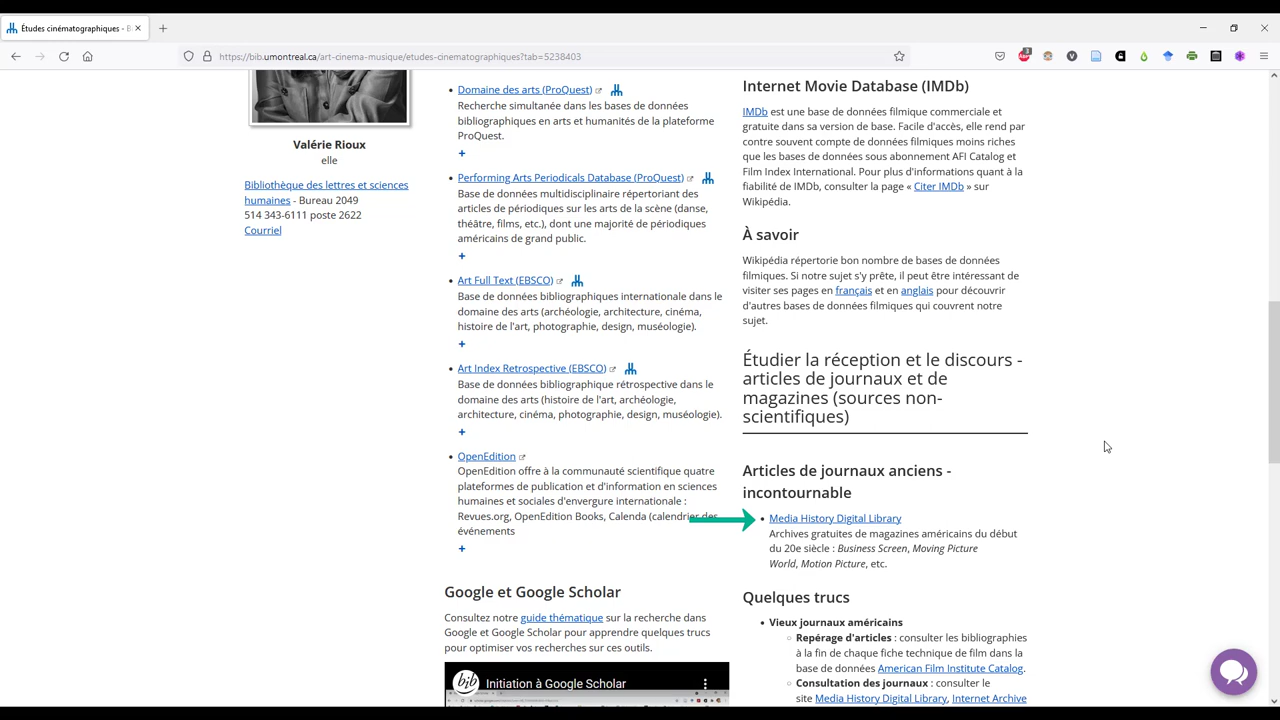 Études cinématographiques - B
https://bib.umontreal.ca/art-cinema-musique/etudes-cinematographiques?tab=5238403
Valérie Rioux
elle
Bibliothèque des lettres et sciences
humaines - Bureau 2049
514 343-6111 poste 2622
Courriel
Domaine des arts (ProQuest)
Recherche simultanée dans les bases de données
bibliographiques en arts et humanités de la plateforme
ProQuest.
+
Performing Arts Periodicals Database (ProQuest)
Base de données multidisciplinaire répertoriant des
articles de périodiques sur les arts de la scène (danse,
théâtre, films, etc.), dont une majorité de périodiques
américains de grand public.
+
Art Full Text (EBSCO)
Base de données bibliographiques internationale dans le
domaine des arts (archéologie, architecture, cinéma,
histoire de l'art, photographie, design, muséologie).
+
Art Index Retrospective (EBSCO)
Base de données bibliographique rétrospective dans le
domaine des arts (histoire de l'art, archéologie,
architecture, cinéma, photographie, design, muséologie).
+
OpenEdition
OpenEdition offre à la communauté scientifique quatre
plateformes de publication et d'information en sciences
humaines et sociales d'envergure internationale :
Revues.org, OpenEdition Books, Calenda (calendrier des
événements
+
Google et Google Scholar
Consultez notre guide thématique sur la recherche dans
Google et Google Scholar pour apprendre quelques trucs
pour optimiser vos recherches sur ces outils.
bib Initiation à Google Scholar
Internet Movie Database (IMDb)
IMDb est une base de données filmique commerciale et
gratuite dans sa version de base. Facile d'accès, elle rend par
contre souvent compte de données filmiques moins riches
que les bases de données sous abonnement AFI Catalog et
Film Index International. Pour plus d'informations quant à la
fiabilité de IMDb, consulter la page « Citer IMDb » sur
Wikipédia.
À savoir
Wikipédia répertorie bon nombre de bases de données
filmiques. Si notre sujet s'y prête, il peut être intéressant de
visiter ses pages en français et en anglais pour découvrir
d'autres bases de données filmiques qui couvrent notre
sujet.
Étudier la réception et le discours -
articles de journaux et de
magazines (sources non-
scientifiques)
Articles de journaux anciens -
incontournable
Media History Digital Library
Archives gratuites de magazines américains du début
du 20e siècle : Business Screen, Moving Picture
World, Motion Picture, etc.
Quelques trucs
Vieux journaux américains
Repérage d'articles : consulter les bibliographies
à la fin de chaque fiche technique de film dans la
base de données American Film Institute Catalog.
Consultation des journaux : consulter le
site Media History Digital Library, Internet Archive